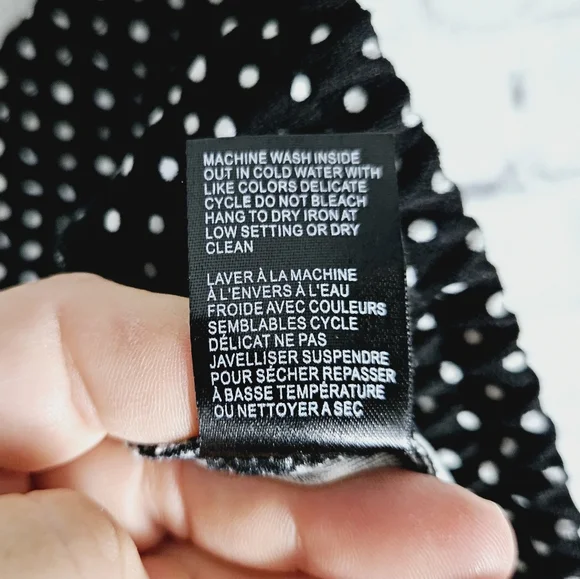 MACHINE WASH INSIDE
OUT IN COLD WATER WITH
LIKE COLORS DELICATE
CYCLE DO NOT BLEACH
HANG TO DRY IRON AT
LOW SETTING OR DRY
CLEAN
LAVER À LA MACHINE
À L'ENVERS À L'EAU
FROIDE AVEC COULEURS
SEMBLABLES CYCLE
DÉLICAT NE PAS
JAVELLISER SUSPENDRE
POUR SÉCHER REPASSER
À BASSE TEMPÉRATURE
OU NETTOYER A SEC